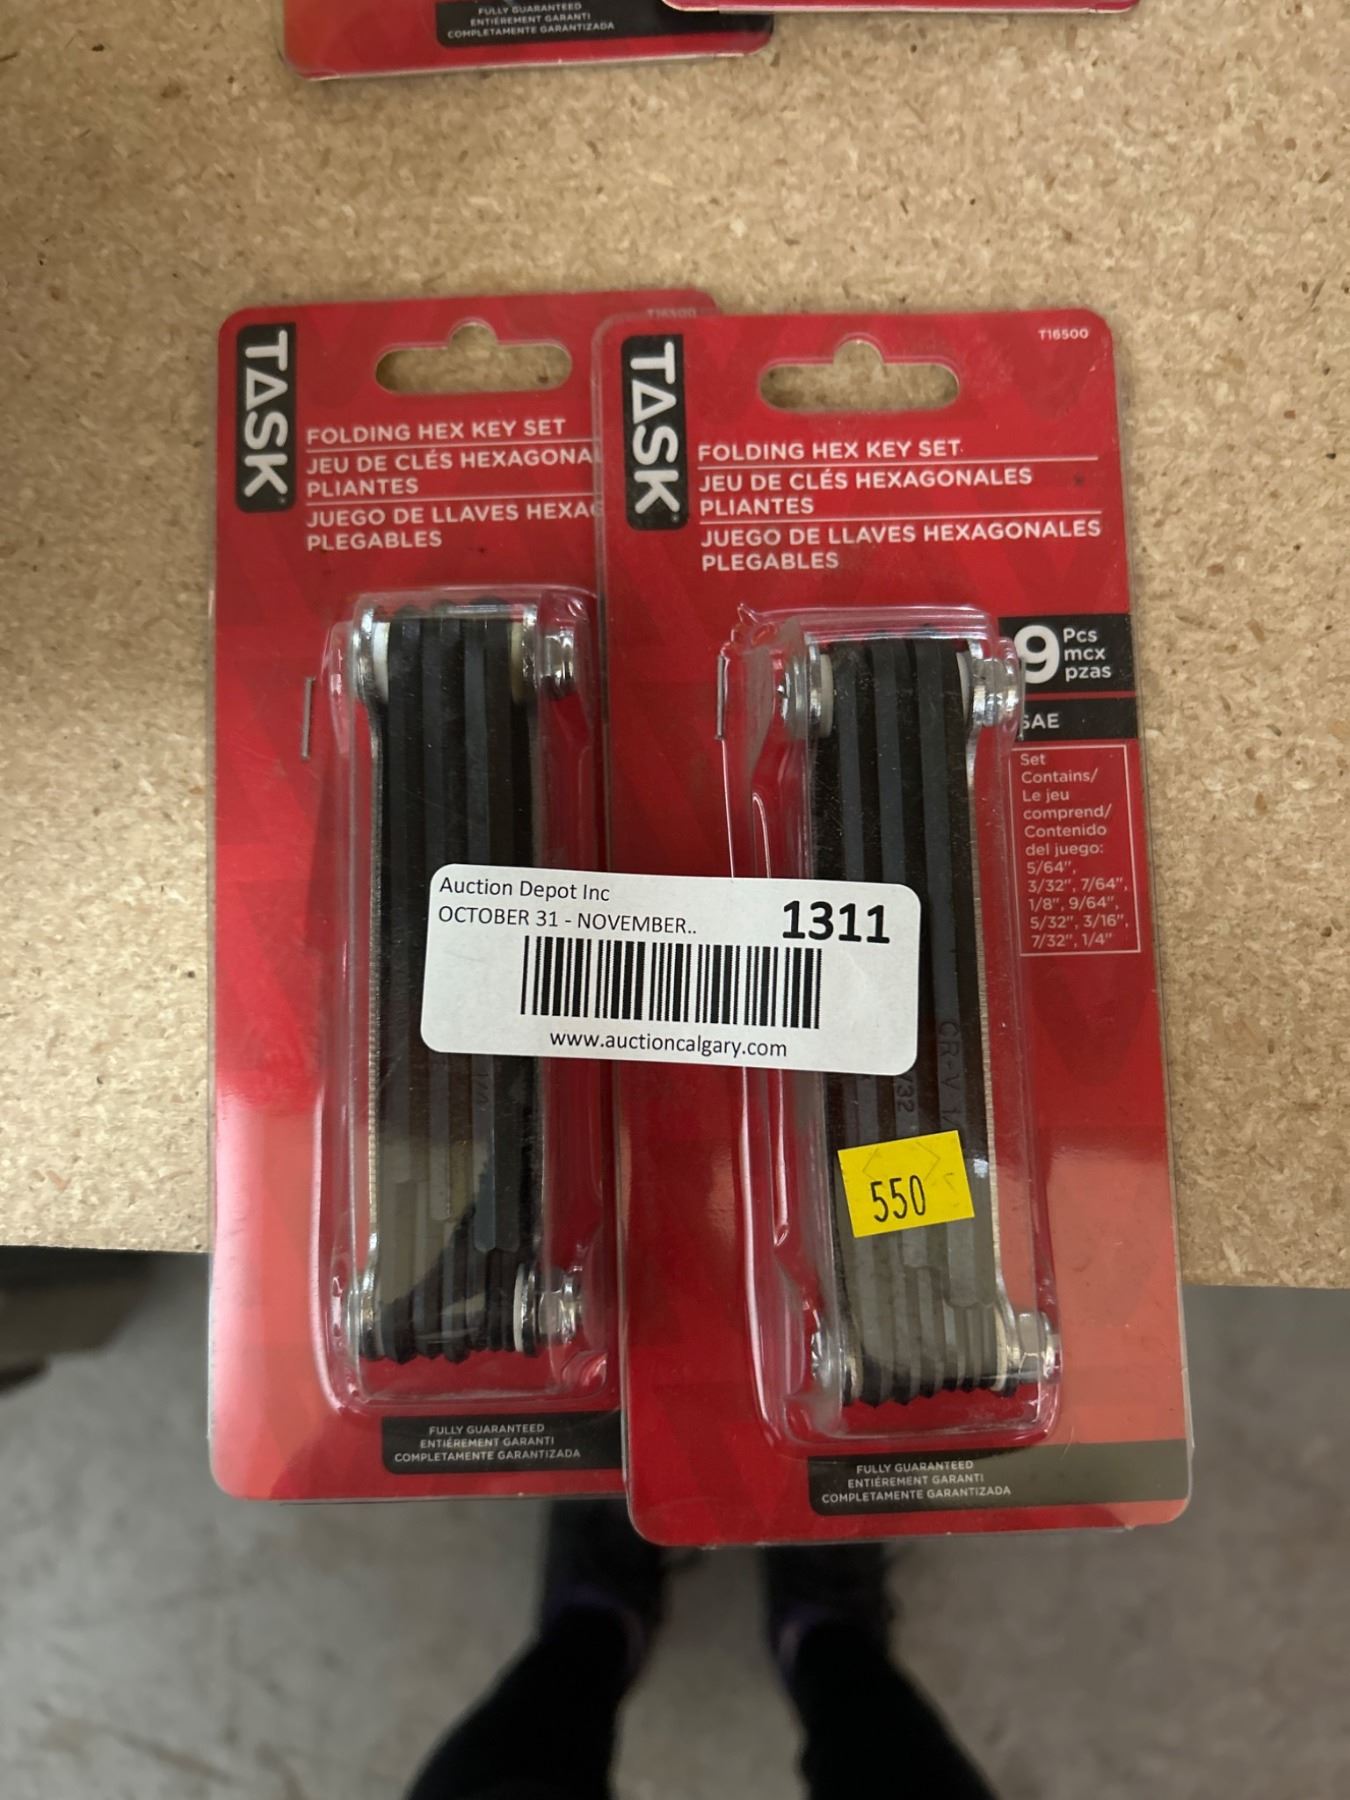 FULLY GUARANTEED
ENTIÈREMENT GARANTI
COMPLETAMENTE GARANTIZADA
T16500
TASK
FOLDING HEX KEY SET
JEU DE CLÉS HEXAGONA
PLIANTES
JUEGO DE LLAVES HEXAG
PLEGABLES
T16500
TASK
FOLDING HEX KEY SET
JEU DE CLÉS HEXAGONALES
PLIANTES
JUEGO DE LLAVES HEXAGONALES
PLEGABLES
9 Pcs
mcx
pzas
SAE
Set
Contains/
Le jeu
comprend/
Contenido
del juego:
5/64",
3/32", 7/64",
1/8", 9/64",
5/32", 3/16",
7/32", 1/4"
Auction Depot Inc
OCTOBER 31 - NOVEMBER..
1311
www.auctioncalgary.com
CR-V
/32
550
FULLY GUARANTEED
ENTIÈREMENT GARANTI
COMPLETAMENTE GARANTIZADA
FULLY GUARANTEED
ENTIÈREMENT GARANTI
COMPLETAMENTE GARANTIZADA